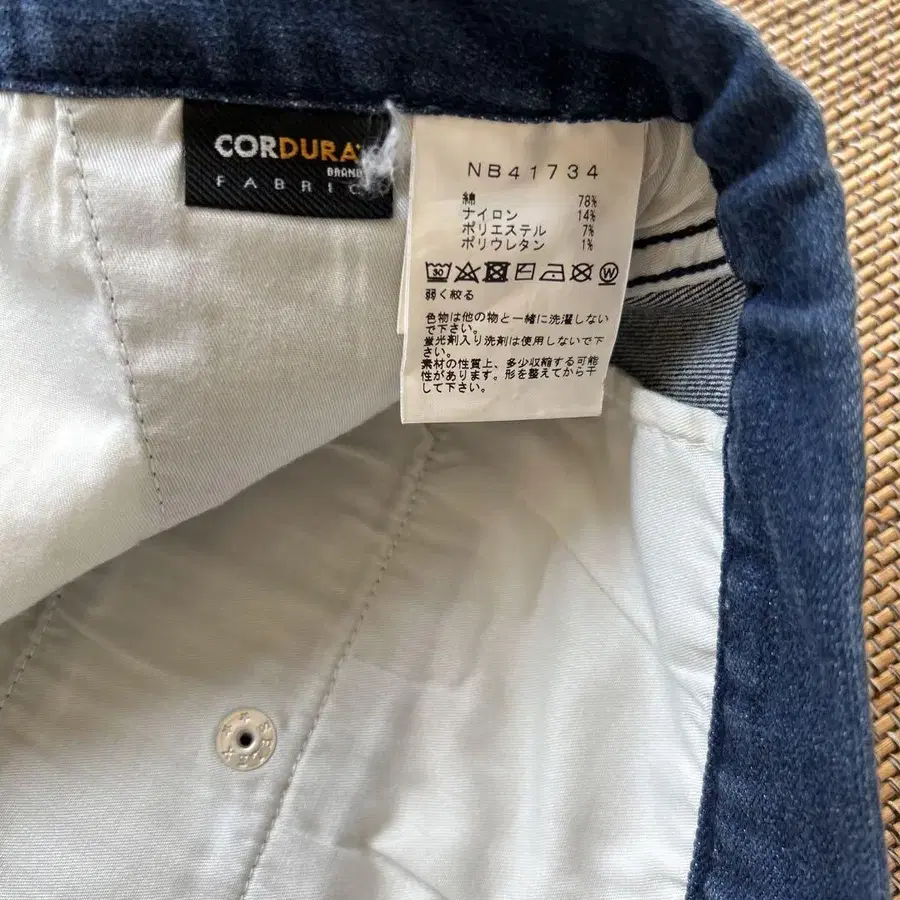 CORDURA
BRAND
FABRIC
NB41734
綿 78%
ナイロン 14%
ポリエステル 7%
ポリウレタン 1%
30
W
弱く絞る
色物は他の物と一緒に洗濯しない
で下さい。
蛍光剤入り洗剤は使用しないで下
さい。
素材の性質上、多少収縮する可能
性があります。形を整えてから干
して下さい。